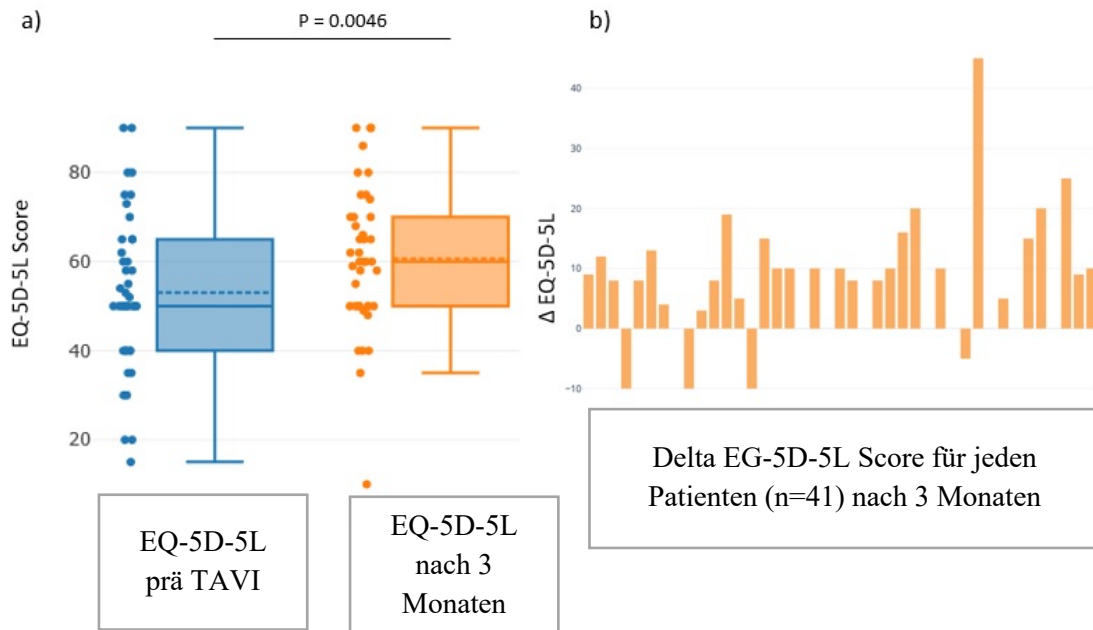 a)
P = 0.0046
EQ-5D-5L Score
80
60
40
20
EQ-5D-5L
prä TAVI
EQ-5D-5L
nach 3
Monaten
b)
Δ EQ-5D-5L
40
30
20
10
0
−10
Delta EG-5D-5L Score für jeden
Patienten (n=41) nach 3 Monaten